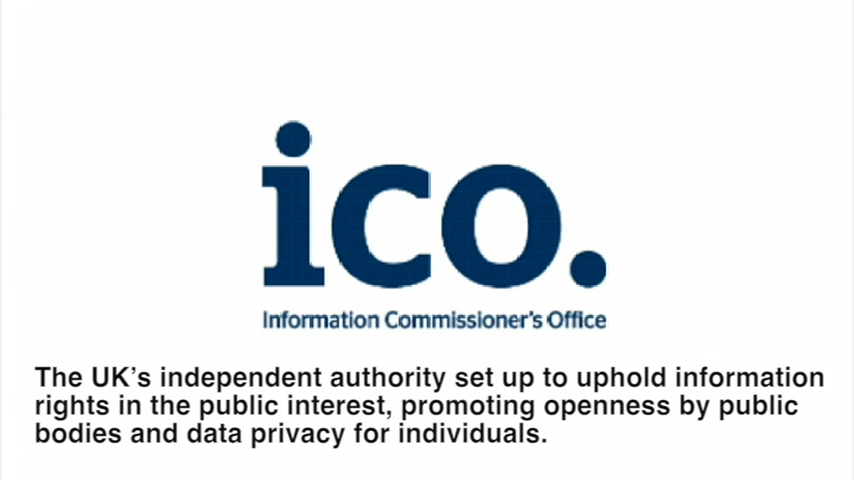 ico.
Information Commissioner's Office
The UK’s independent authority set up to uphold information
rights in the public interest, promoting openness by public
bodies and data privacy for individuals.